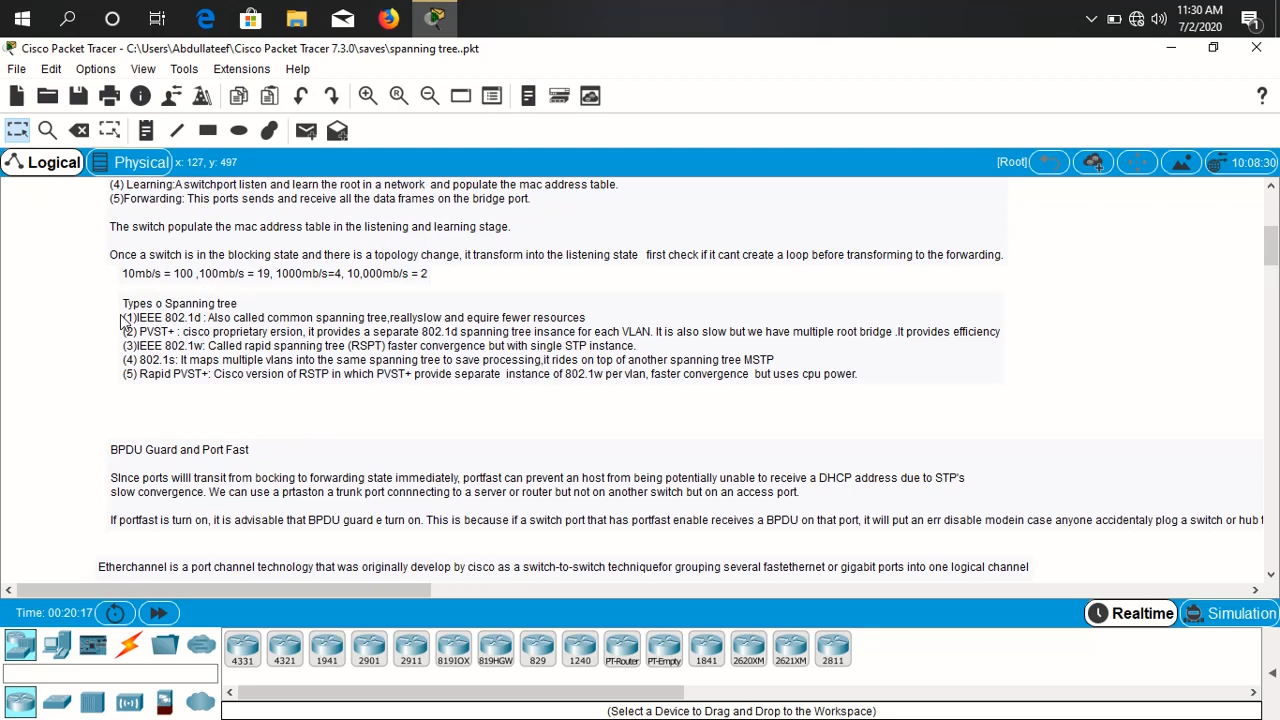 11:30 AM
7/2/2020
1
Cisco Packet Tracer - C:\Users\Abdullateef\Cisco Packet Tracer 7.3.0\saves\spanning tree..pkt
File Edit Options View Tools Extensions Help
Logical Physical x: 127, y: 497 [Root] 10:08:30
(4) Learning:A switchport listen and learn the root in a network and populate the mac address table.
(5)Forwarding: This ports sends and receive all the data frames on the bridge port.
The switch populate the mac address table in the listening and learning stage.
Once a switch is in the blocking state and there is a topology change, it transform into the listening state first check if it cant create a loop before transforming to the forwarding.
10mb/s = 100 ,100mb/s = 19, 1000mb/s=4, 10,000mb/s = 2
Types o Spanning tree
(1)IEEE 802.1d : Also called common spanning tree,reallyslow and equire fewer resources
(2) PVST+ : cisco proprietary ersion, it provides a separate 802.1d spanning tree insance for each VLAN. It is also slow but we have multiple root bridge .It provides efficiency
(3)IEEE 802.1w: Called rapid spanning tree (RSPT) faster convergence but with single STP instance.
(4) 802.1s: It maps multiple vlans into the same spanning tree to save processing,it rides on top of another spanning tree MSTP
(5) Rapid PVST+: Cisco version of RSTP in which PVST+ provide separate instance of 802.1w per vlan, faster convergence but uses cpu power.
BPDU Guard and Port Fast
SInce ports willl transit from bocking to forwarding state immediately, portfast can prevent an host from being potentially unable to receive a DHCP address due to STP's
slow convergence. We can use a prtaston a trunk port connnecting to a server or router but not on another switch but on an access port.
If portfast is turn on, it is advisable that BPDU guard e turn on. This is because if a switch port that has portfast enable receives a BPDU on that port, it will put an err disable modein case anyone accidentaly plog a switch or hub f
Etherchannel is a port channel technology that was originally develop by cisco as a switch-to-switch techniquefor grouping several fastethernet or gigabit ports into one logical channel
Time: 00:20:17 Realtime Simulation
4331 4321 1941 2901 2911 819IOX 819HGW 829 1240 PT-Router PT-Empty 1841 2620XM 2621XM 2811
(Select a Device to Drag and Drop to the Workspace)